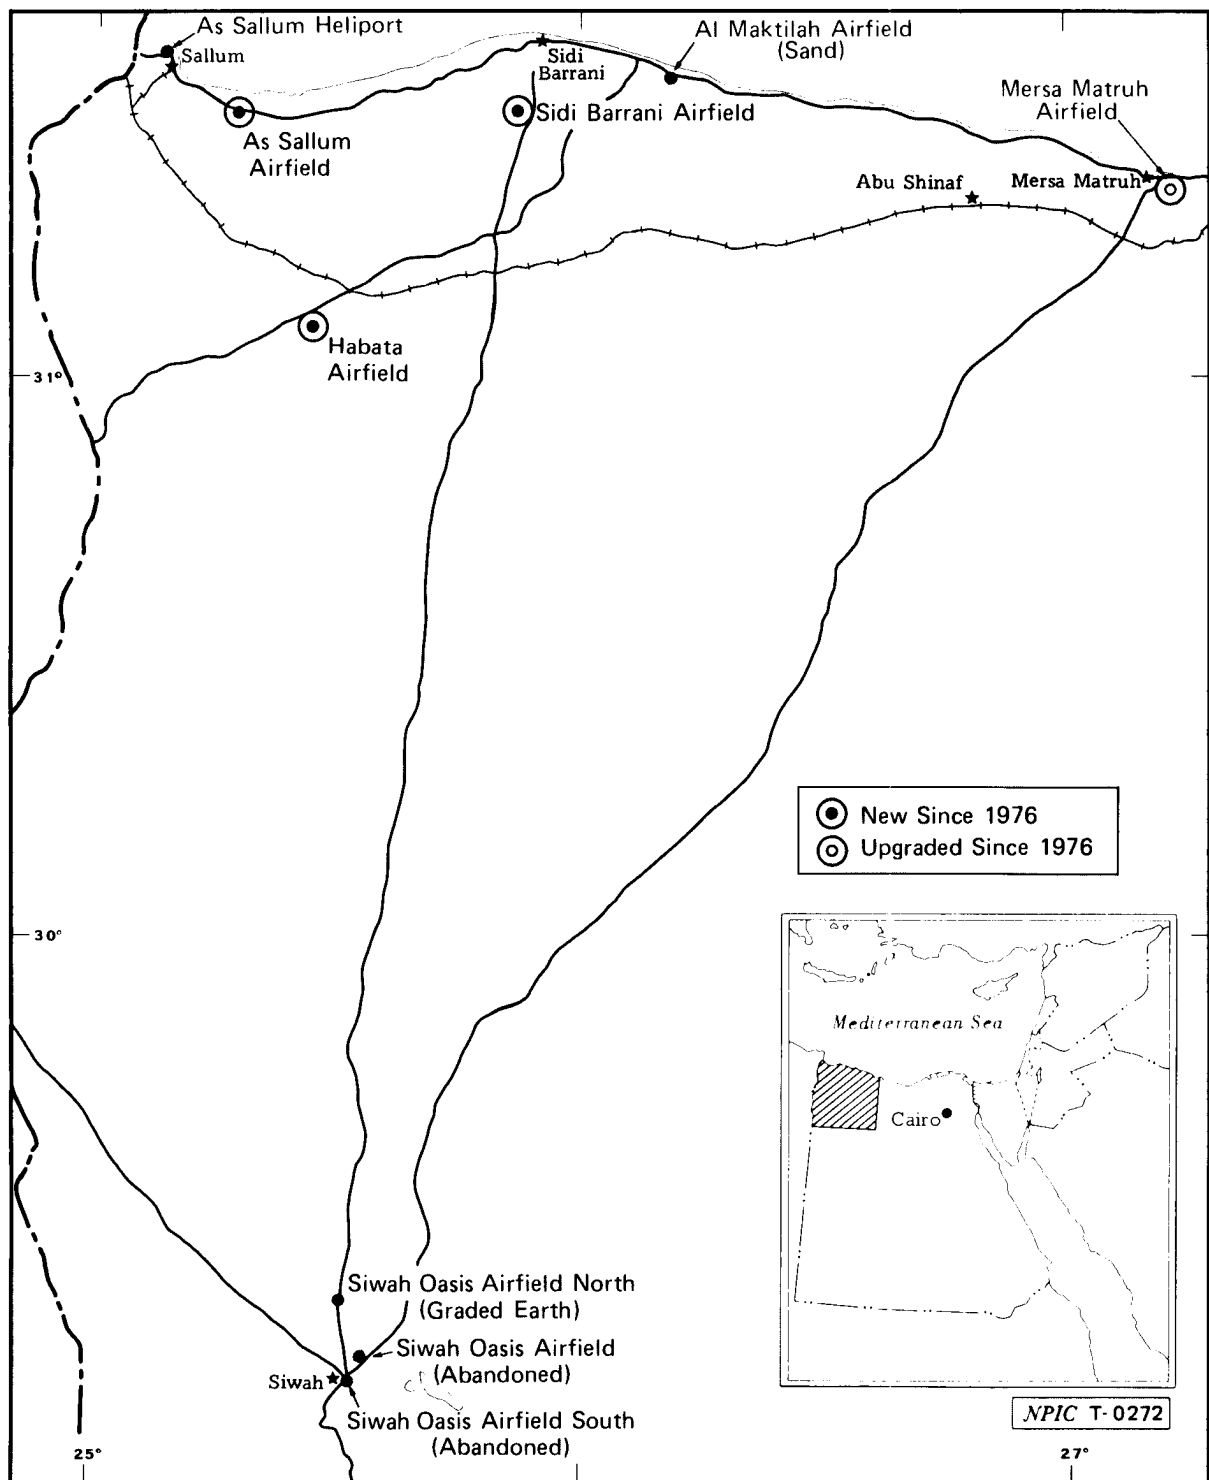 As Sallum Heliport
Sallum
As Sallum
Airfield
Sidi
Barrani
Sidi Barrani Airfield
Al Maktilah Airfield
(Sand)
Mersa Matruh
Airfield
Abu Shinaf
Mersa Matruh
Habata
Airfield
31°
New Since 1976
Upgraded Since 1976
30°
Mediterranean Sea
Cairo
Siwah Oasis Airfield North
(Graded Earth)
Siwah Oasis Airfield
(Abandoned)
Siwah
Siwah Oasis Airfield South
(Abandoned)
NPIC T-0272
25°
27°